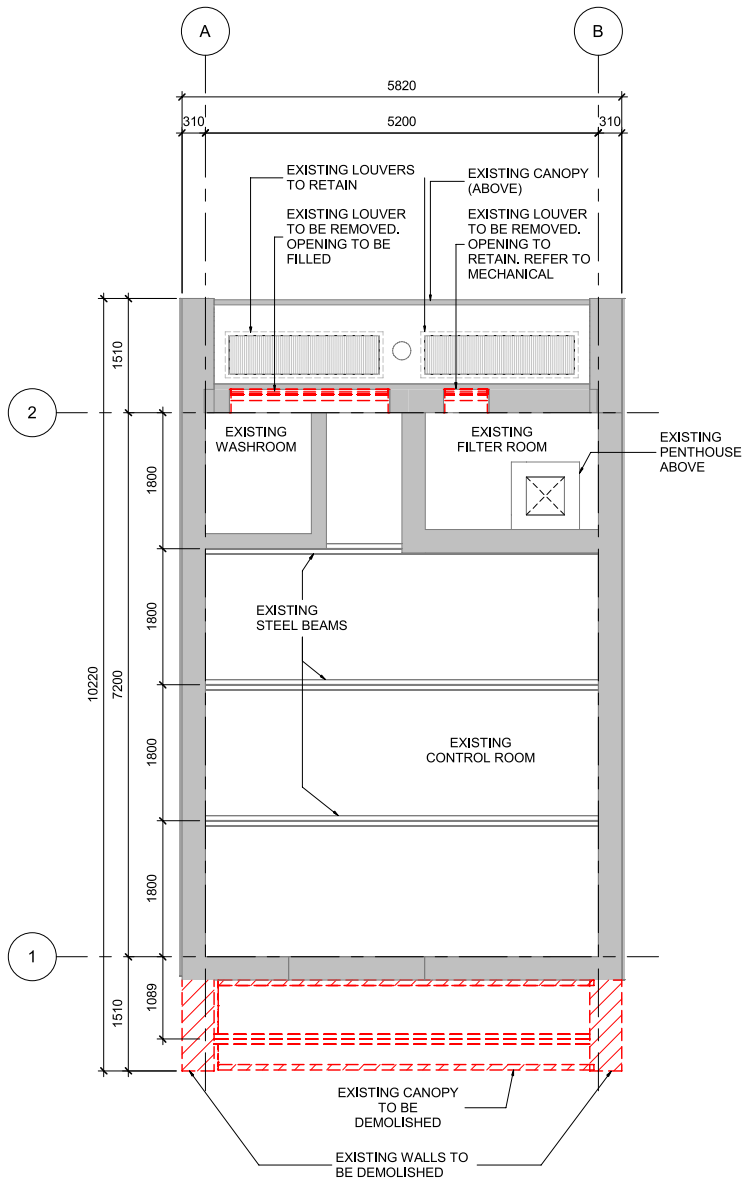 A
B
5820
310
5200
310
EXISTING LOUVERS
TO RETAIN
EXISTING CANOPY
(ABOVE)
EXISTING LOUVER
TO BE REMOVED.
OPENING TO BE
FILLED
EXISTING LOUVER
TO BE REMOVED.
OPENING TO
RETAIN. REFER TO
MECHANICAL
1510
2
EXISTING
WASHROOM
EXISTING
FILTER ROOM
EXISTING
PENTHOUSE
ABOVE
1800
EXISTING
STEEL BEAMS
1800
10220
7200
EXISTING
CONTROL ROOM
1800
1800
1
1089
1510
EXISTING CANOPY
TO BE
DEMOLISHED
EXISTING WALLS TO
BE DEMOLISHED